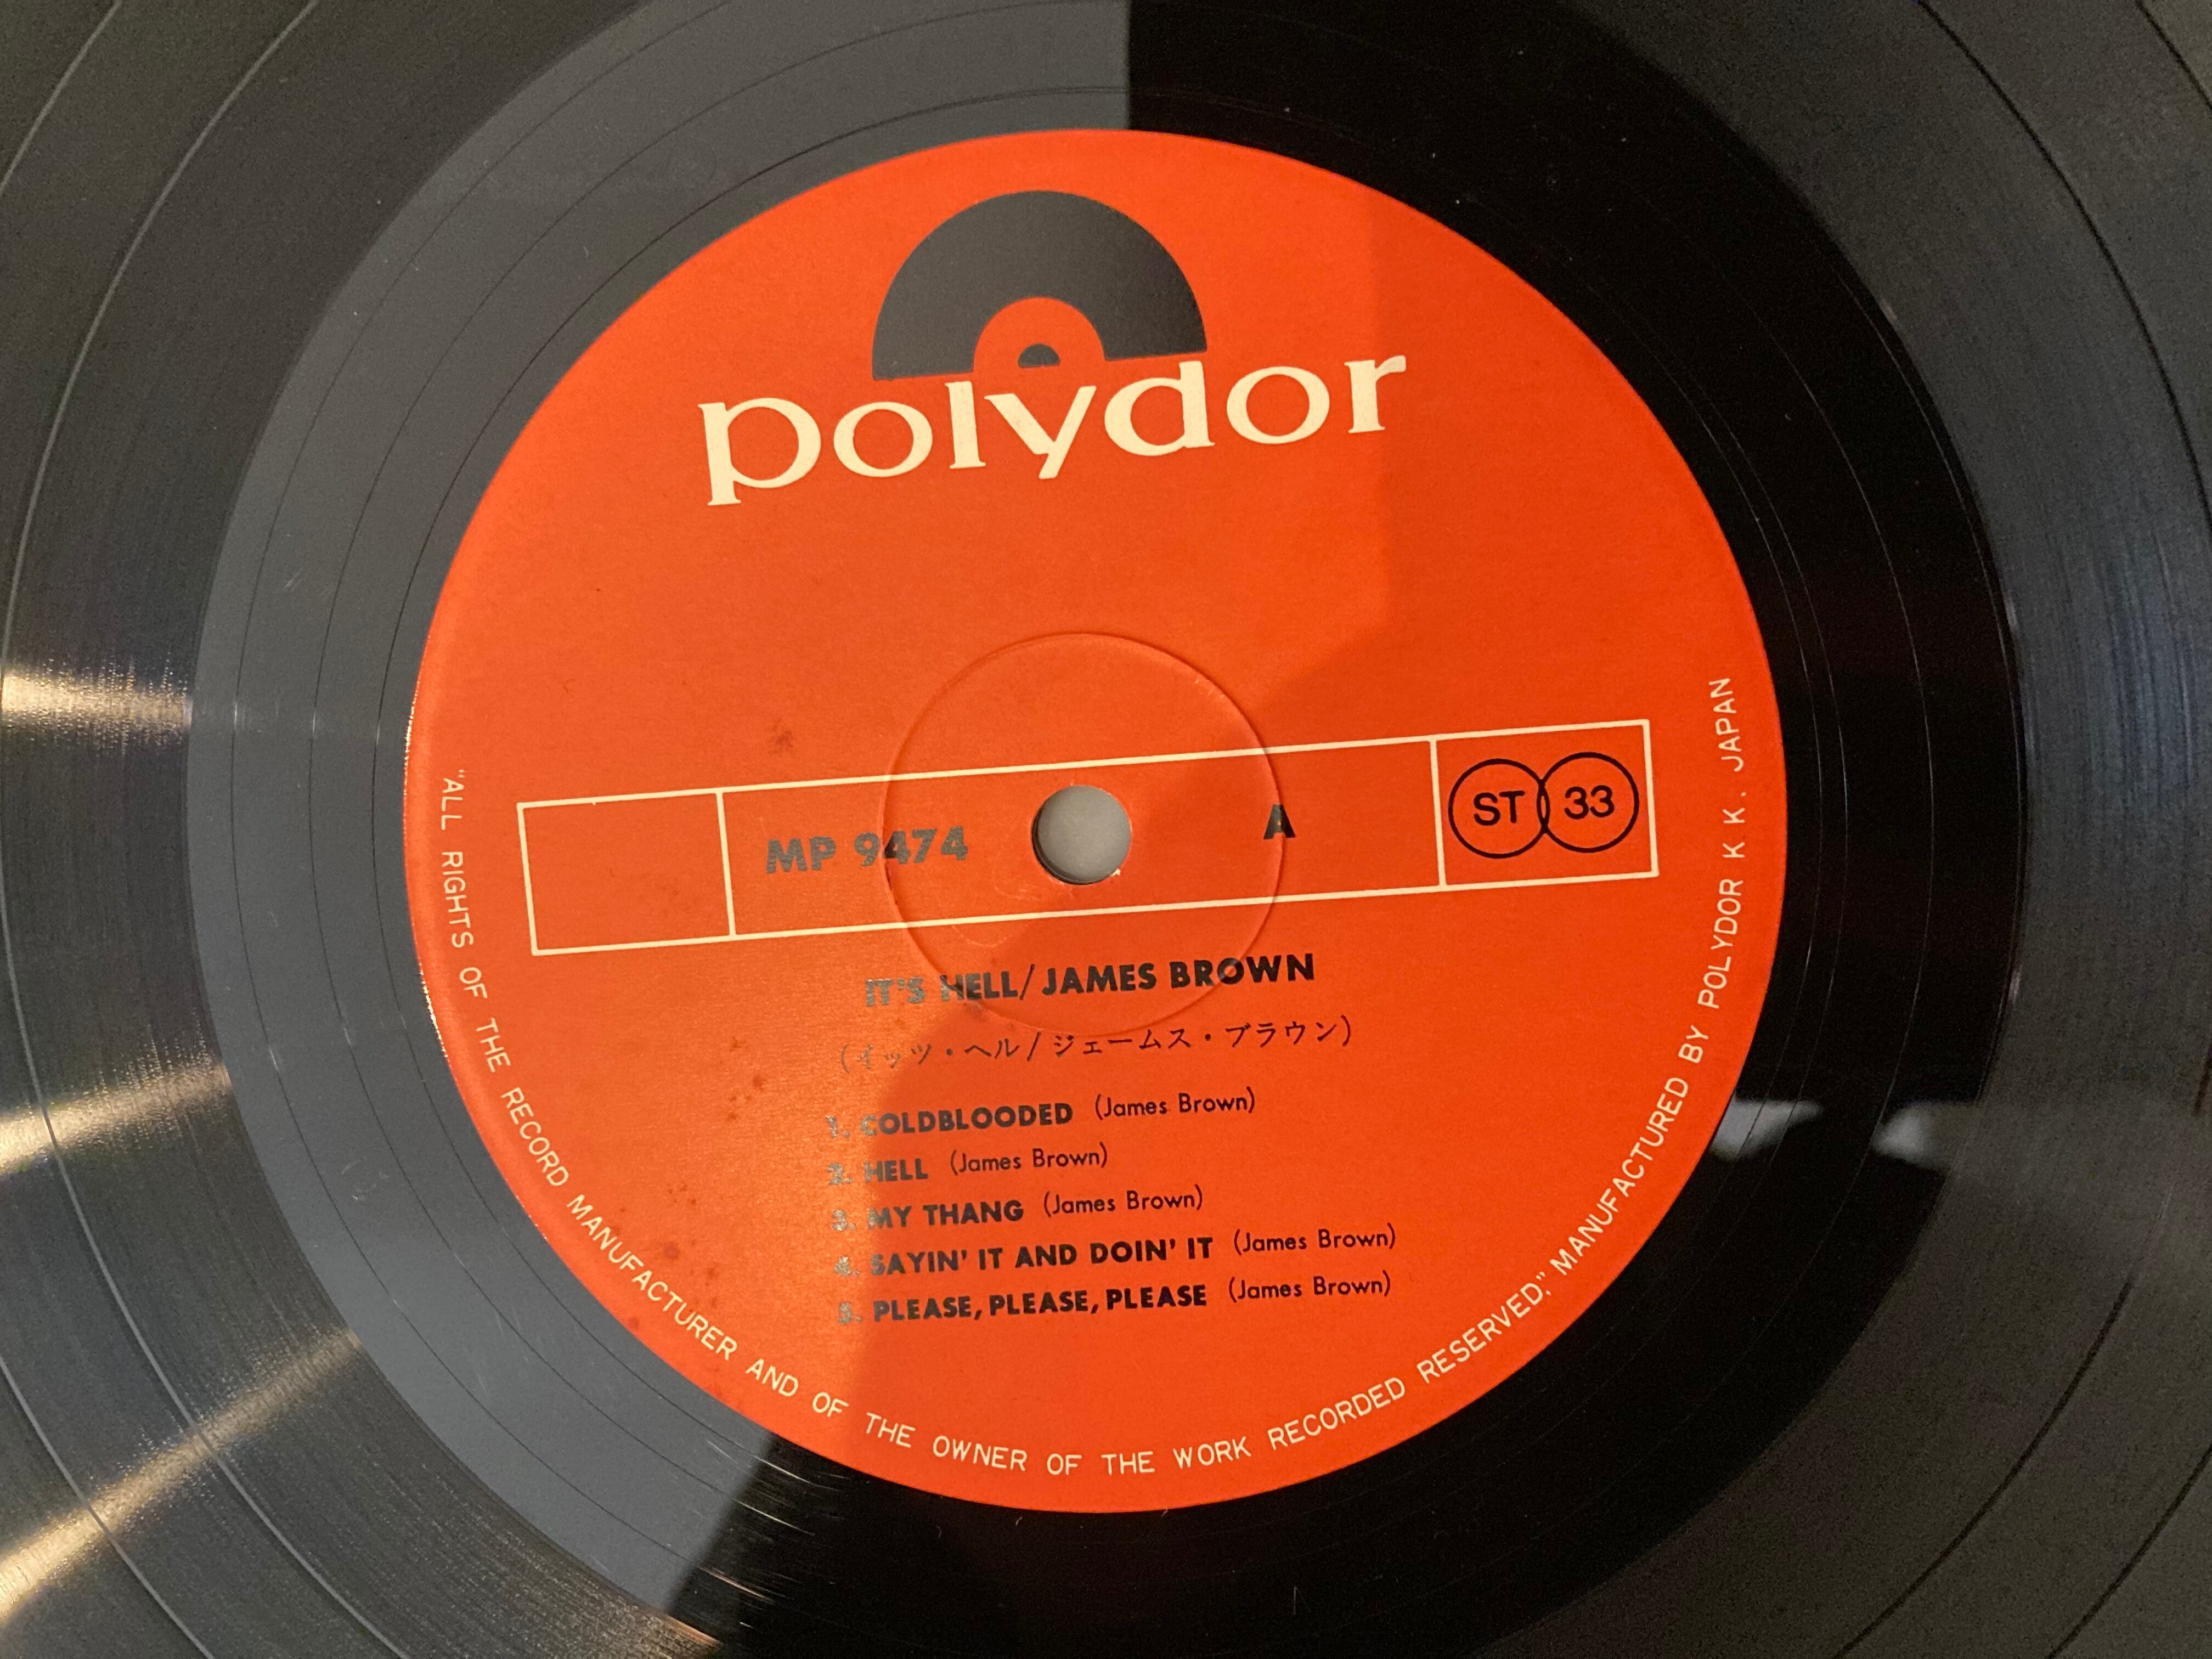 polydor
MP 9474 A ST 33
IT'S HELL/JAMES BROWN
(イッツ・ヘル/ジェームス・ブラウン)
1. COLDBLOODED (James Brown)
2. HELL (James Brown)
3. MY THANG (James Brown)
4. SAYIN' IT AND DOIN' IT (James Brown)
5. PLEASE, PLEASE, PLEASE (James Brown)
"ALL RIGHTS OF THE RECORD MANUFACTURER AND OF THE OWNER OF THE WORK RECORDED RESERVED," MANUFACTURED BY POLYDOR K K. JAPAN